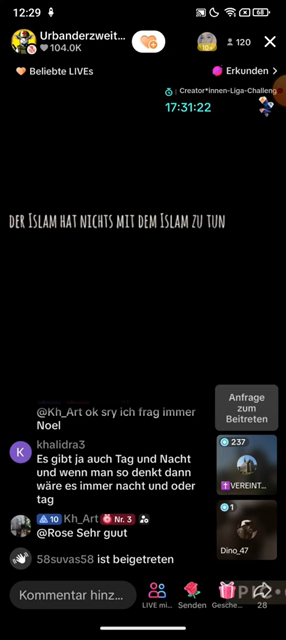 12:29
68
Urbanderzweit...
104.0K
120
Beliebte LIVEs
Erkunden >
Creator*innen-Liga-Challeng
17:31:22
der Islam hat nichts mit dem Islam zu tun
@Kh_Art ok sry ich frag immer
Noel
Anfrage
zum
Beitreten
K
khalidra3
Es gibt ja auch Tag und Nacht
und wenn man so denkt dann
wäre es immer nacht und oder
tag
237
VEREINT...
10 Kh_Art Nr. 3
@Rose Sehr guut
1
Dino_47
58suvas58 ist beigetreten
Kommentar hinz...
LIVE mi...
Senden
Gesche...
28